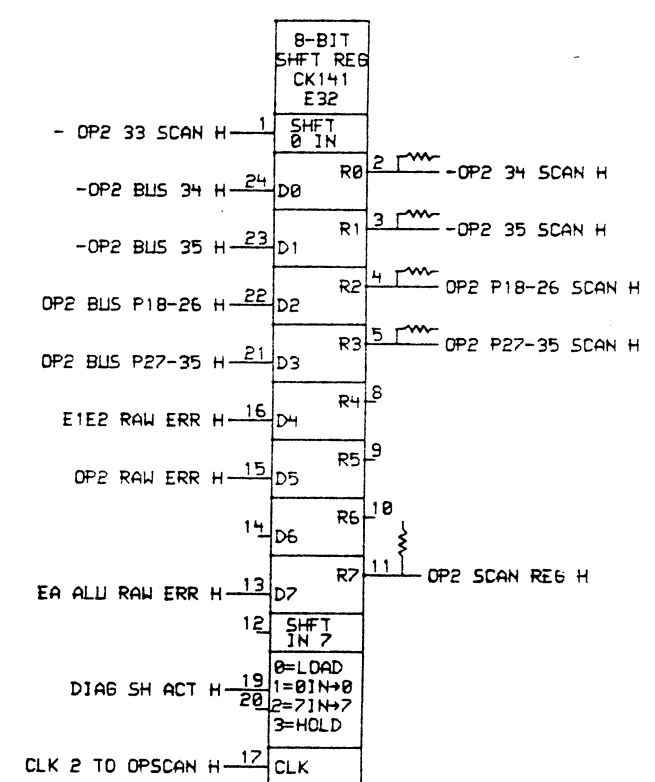 8-BIT
SHFT REG
CK141
E32
- OP2 33 SCAN H 1 SHFT
0 IN
R0 2 -OP2 34 SCAN H
-OP2 BUS 34 H 24 D0
R1 3 -OP2 35 SCAN H
-OP2 BUS 35 H 23 D1
R2 4 OP2 P18-26 SCAN H
OP2 BUS P18-26 H 22 D2
R3 5 OP2 P27-35 SCAN H
OP2 BUS P27-35 H 21 D3
R4 8
E1E2 RAW ERR H 16 D4
R5 9
OP2 RAW ERR H 15 D5
R6 10
14 D6
R7 11 OP2 SCAN REG H
EA ALU RAW ERR H 13 D7
12 SHFT
IN 7
0=LOAD
DIAG SH ACT H 19 1=0IN→0
20 2=7IN→7
3=HOLD
CLK 2 TO OPSCAN H 17 CLK